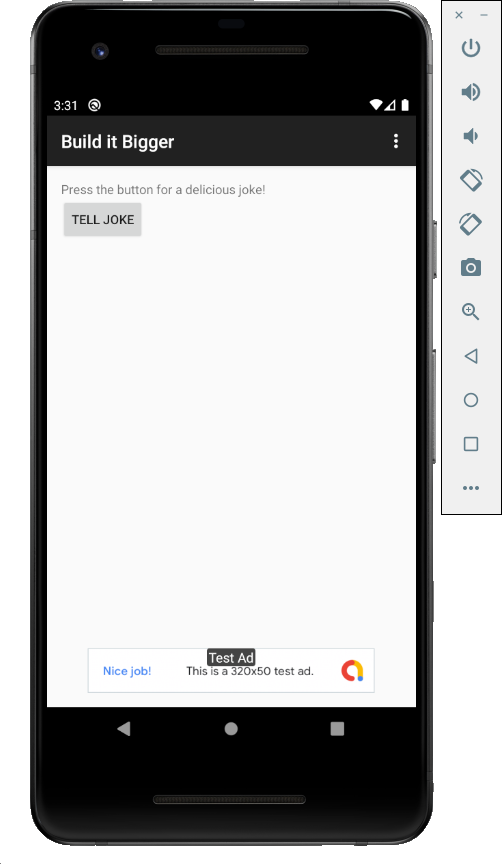 3:31
Build it Bigger
Press the button for a delicious joke!
TELL JOKE
Test Ad
Nice job! This is a 320x50 test ad.